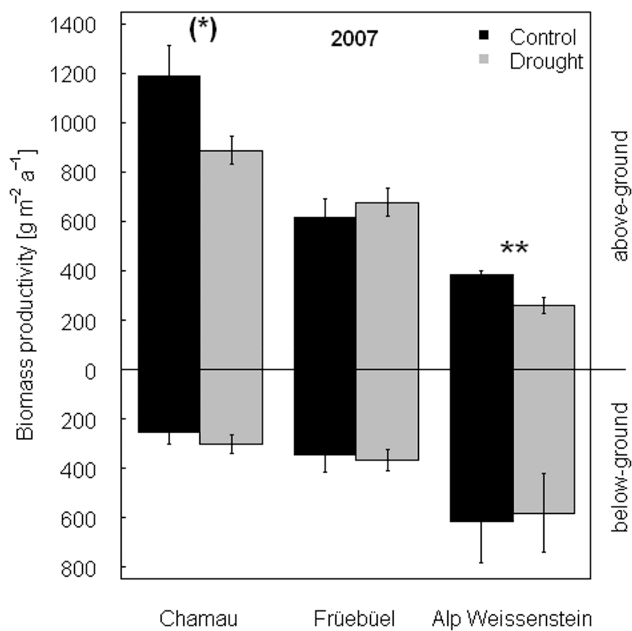 1400
1200
1000
800
600
400
200
0
200
400
600
800
Biomass productivity [g m⁻² a⁻¹]
(*)
2007
Control
Drought
**
above-ground
below-ground
Chamau
Früebüel
Alp Weissenstein